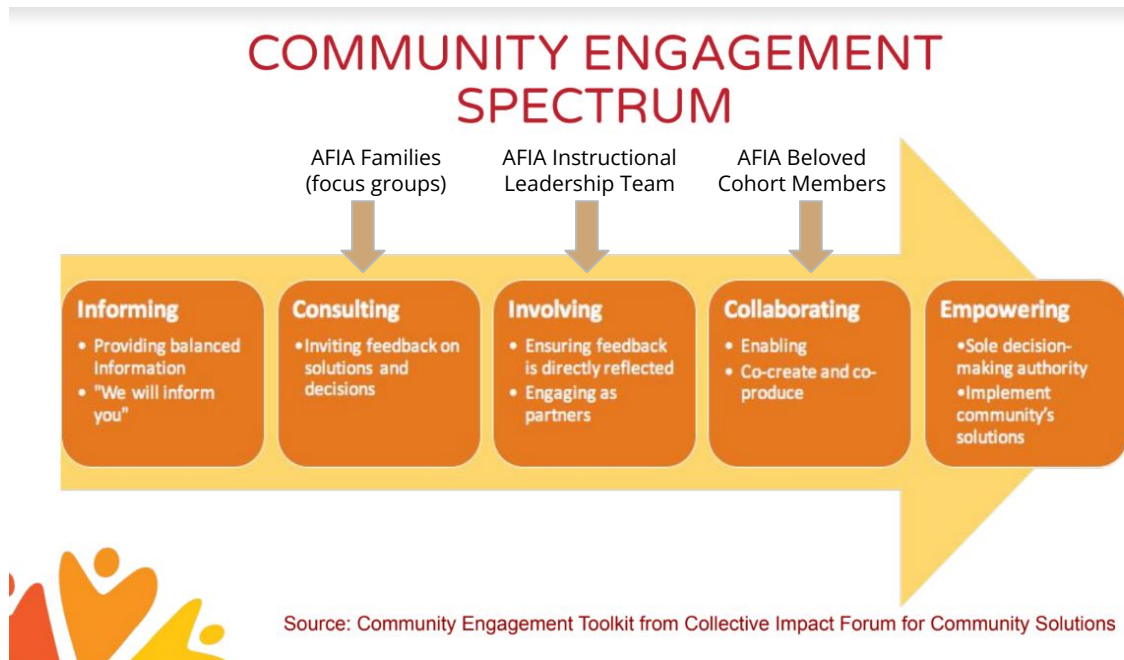 COMMUNITY ENGAGEMENT
SPECTRUM
AFIA Families
(focus groups)
AFIA Instructional
Leadership Team
AFIA Beloved
Cohort Members
Informing
• Providing balanced
Information
• "We will inform
you"
Consulting
•Inviting feedback on
solutions and
decisions
Involving
• Ensuring feedback
is directly reflected
• Engaging as
partners
Collaborating
• Enabling
• Co-create and co-
produce
Empowering
•Sole decision-
making authority
•Implement
community's
solutions
Source: Community Engagement Toolkit from Collective Impact Forum for Community Solutions